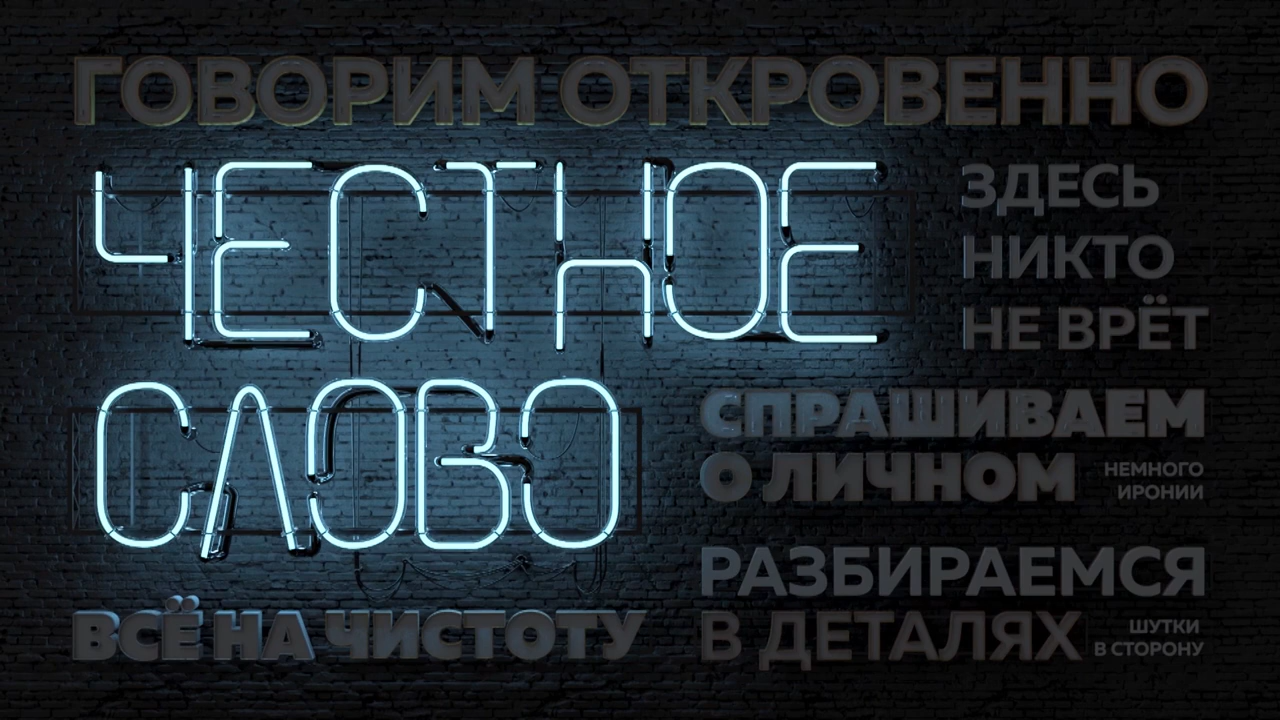 ГОВОРИМ ОТКРОВЕННО
ЧЕСТНОЕ
СЛОВО
ЗДЕСЬ
НИКТО
НЕ ВРЁТ
СПРАШИВАЕМ
О ЛИЧНОМ
НЕМНОГО
ИРОНИИ
ВСЁ НА ЧИСТОТУ
РАЗБИРАЕМСЯ
В ДЕТАЛЯХ
ШУТКИ
В СТОРОНУ